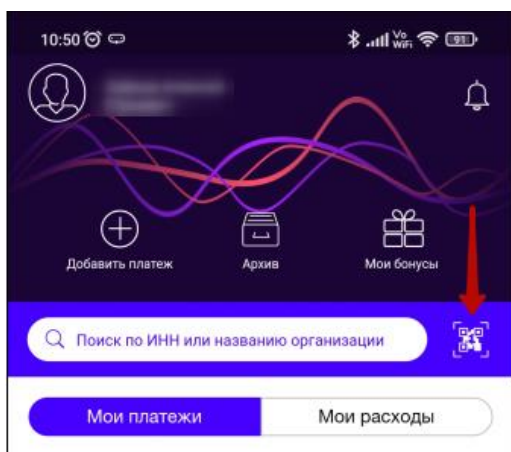 10:50
Vo
WiFi
91
Добавить платеж
Архив
Мои бонусы
Поиск по ИНН или названию организации
Мои платежи
Мои расходы